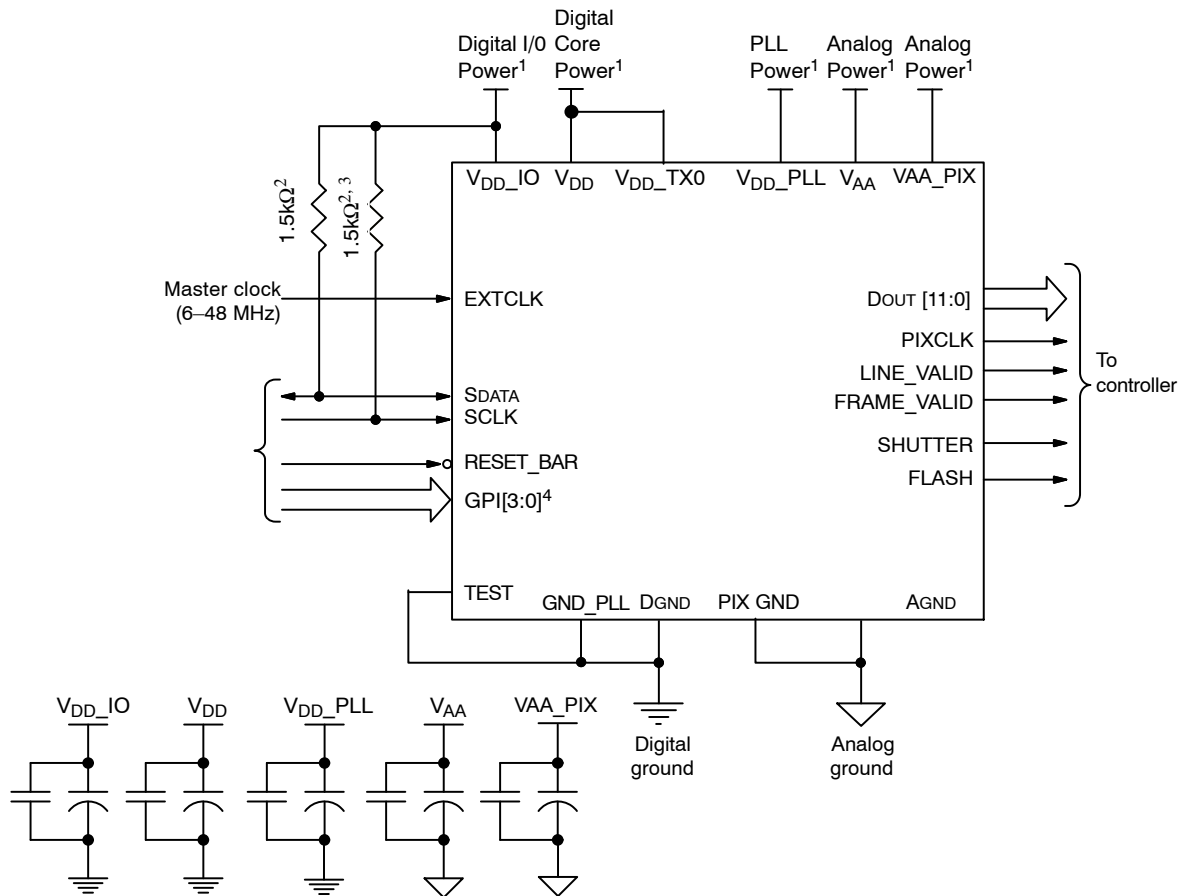 Digital I/0
Power1
Digital
Core
Power1
PLL
Power1
Analog
Power1
Analog
Power1
VDD_IO
VDD
VDD_TX0
VDD_PLL
VAA
VAA_PIX
1.5kΩ2
1.5kΩ2, 3
Master clock
(6–48 MHz)
EXTCLK
SDATA
SCLK
RESET_BAR
GPI[3:0]4
TEST
DOUT [11:0]
PIXCLK
LINE_VALID
FRAME_VALID
SHUTTER
FLASH
To
controller
GND_PLL
DGND
PIX GND
AGND
Digital
ground
Analog
ground
VDD_IO
VDD
VDD_PLL
VAA
VAA_PIX